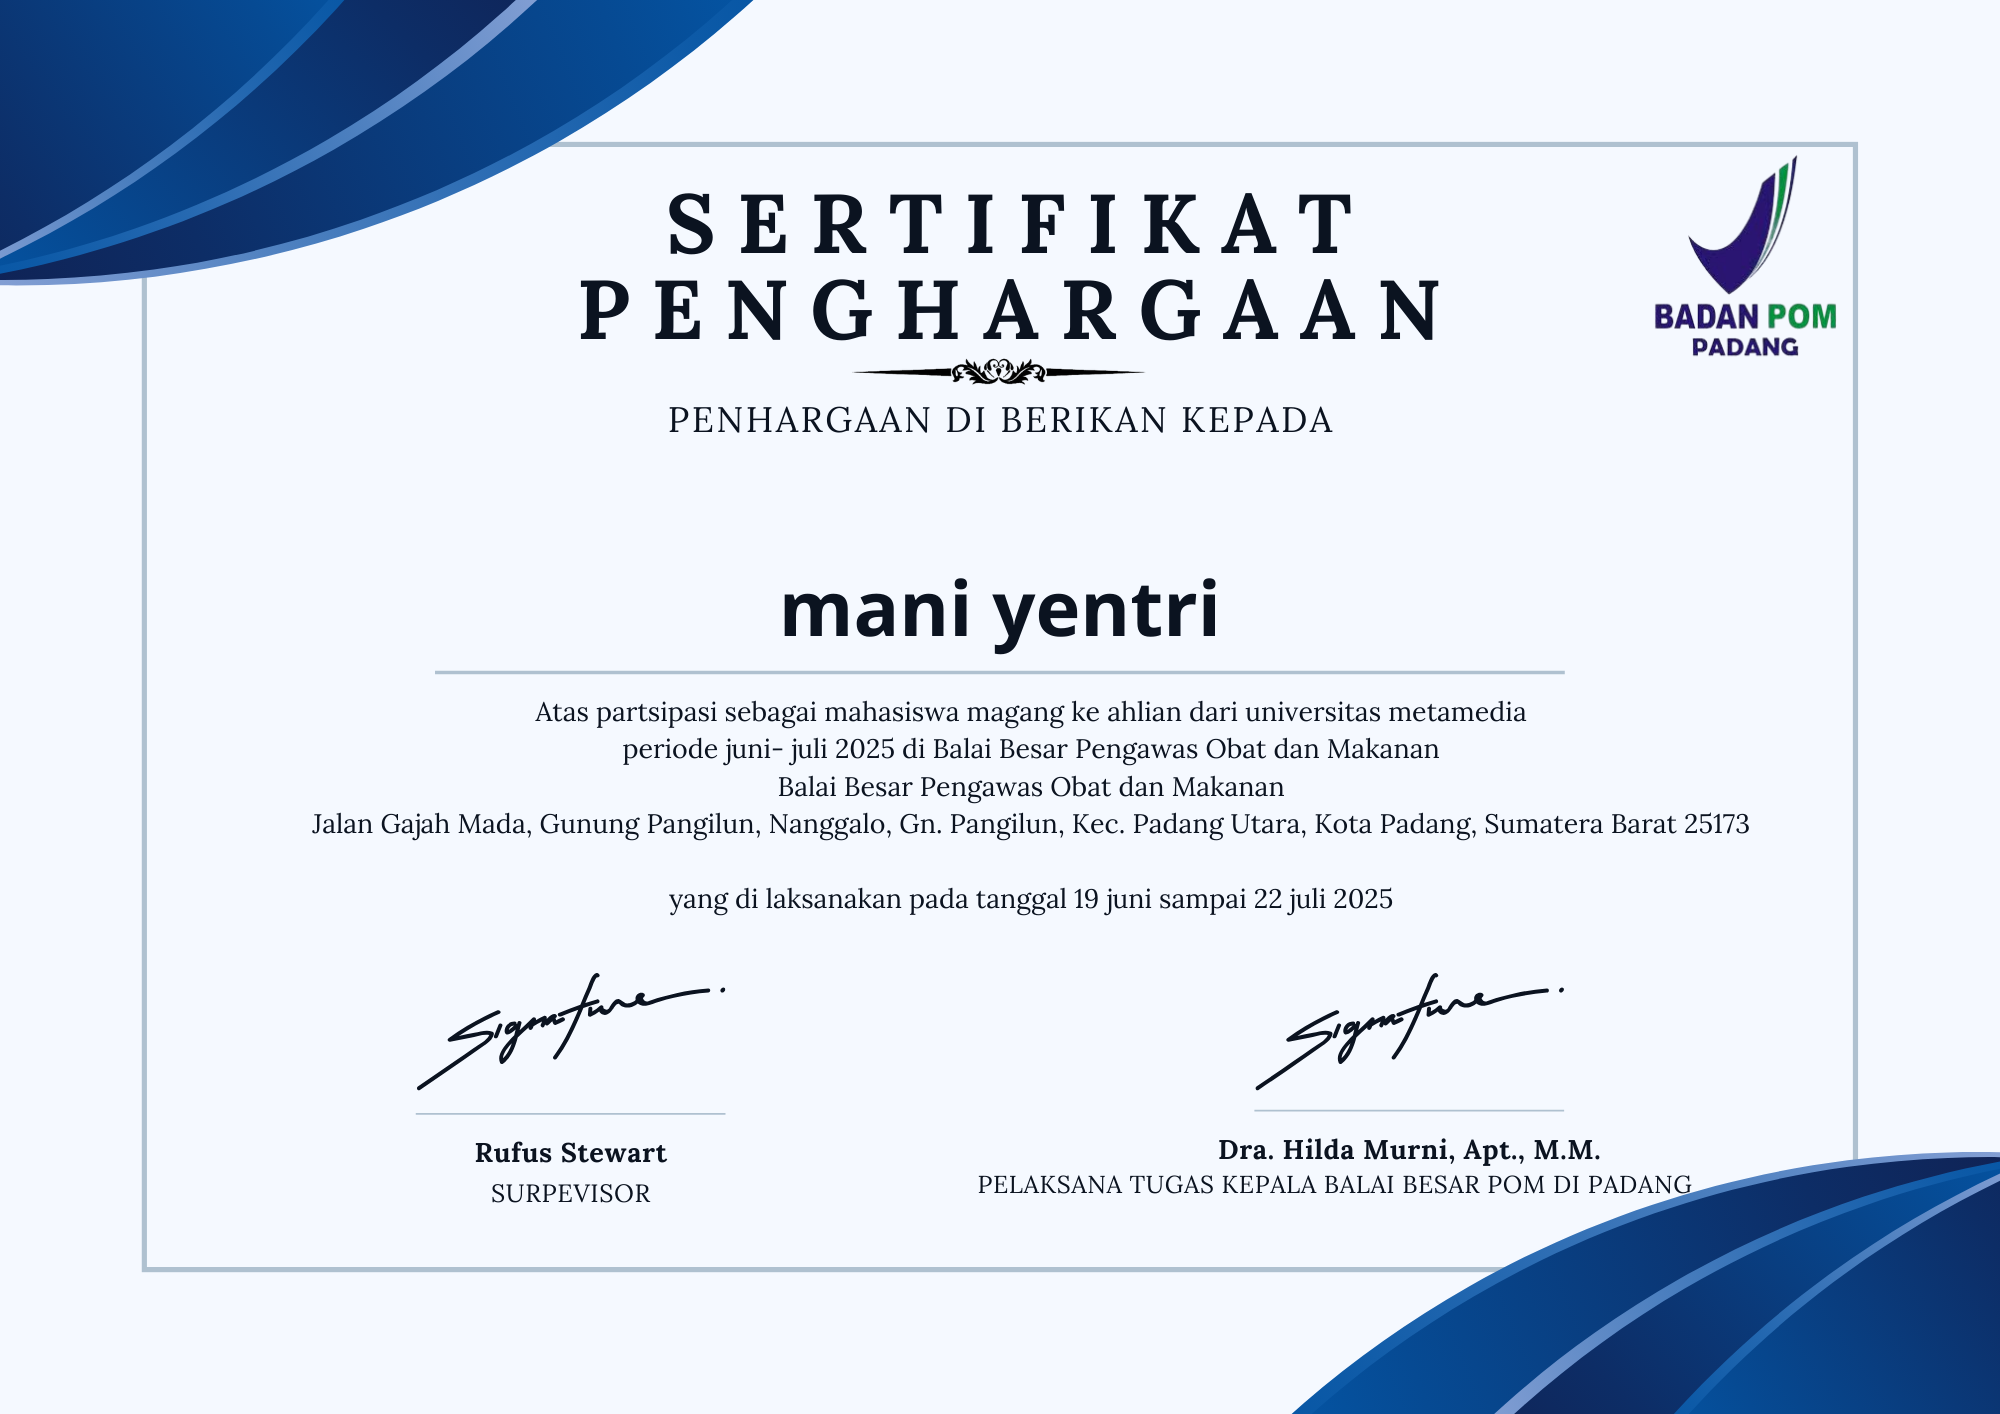 SERTIFIKAT
PENGHARGAAN
BADAN POM
PADANG
PENHARGAAN DI BERIKAN KEPADA
mani yentri
Atas partsipasi sebagai mahasiswa magang ke ahlian dari universitas metamedia
periode juni- juli 2025 di Balai Besar Pengawas Obat dan Makanan
Balai Besar Pengawas Obat dan Makanan
Jalan Gajah Mada, Gunung Pangilun, Nanggalo, Gn. Pangilun, Kec. Padang Utara, Kota Padang, Sumatera Barat 25173
yang di laksanakan pada tanggal 19 juni sampai 22 juli 2025
Signature
Rufus Stewart
SURPEVISOR
Signature
Dra. Hilda Murni, Apt., M.M.
PELAKSANA TUGAS KEPALA BALAI BESAR POM DI PADANG